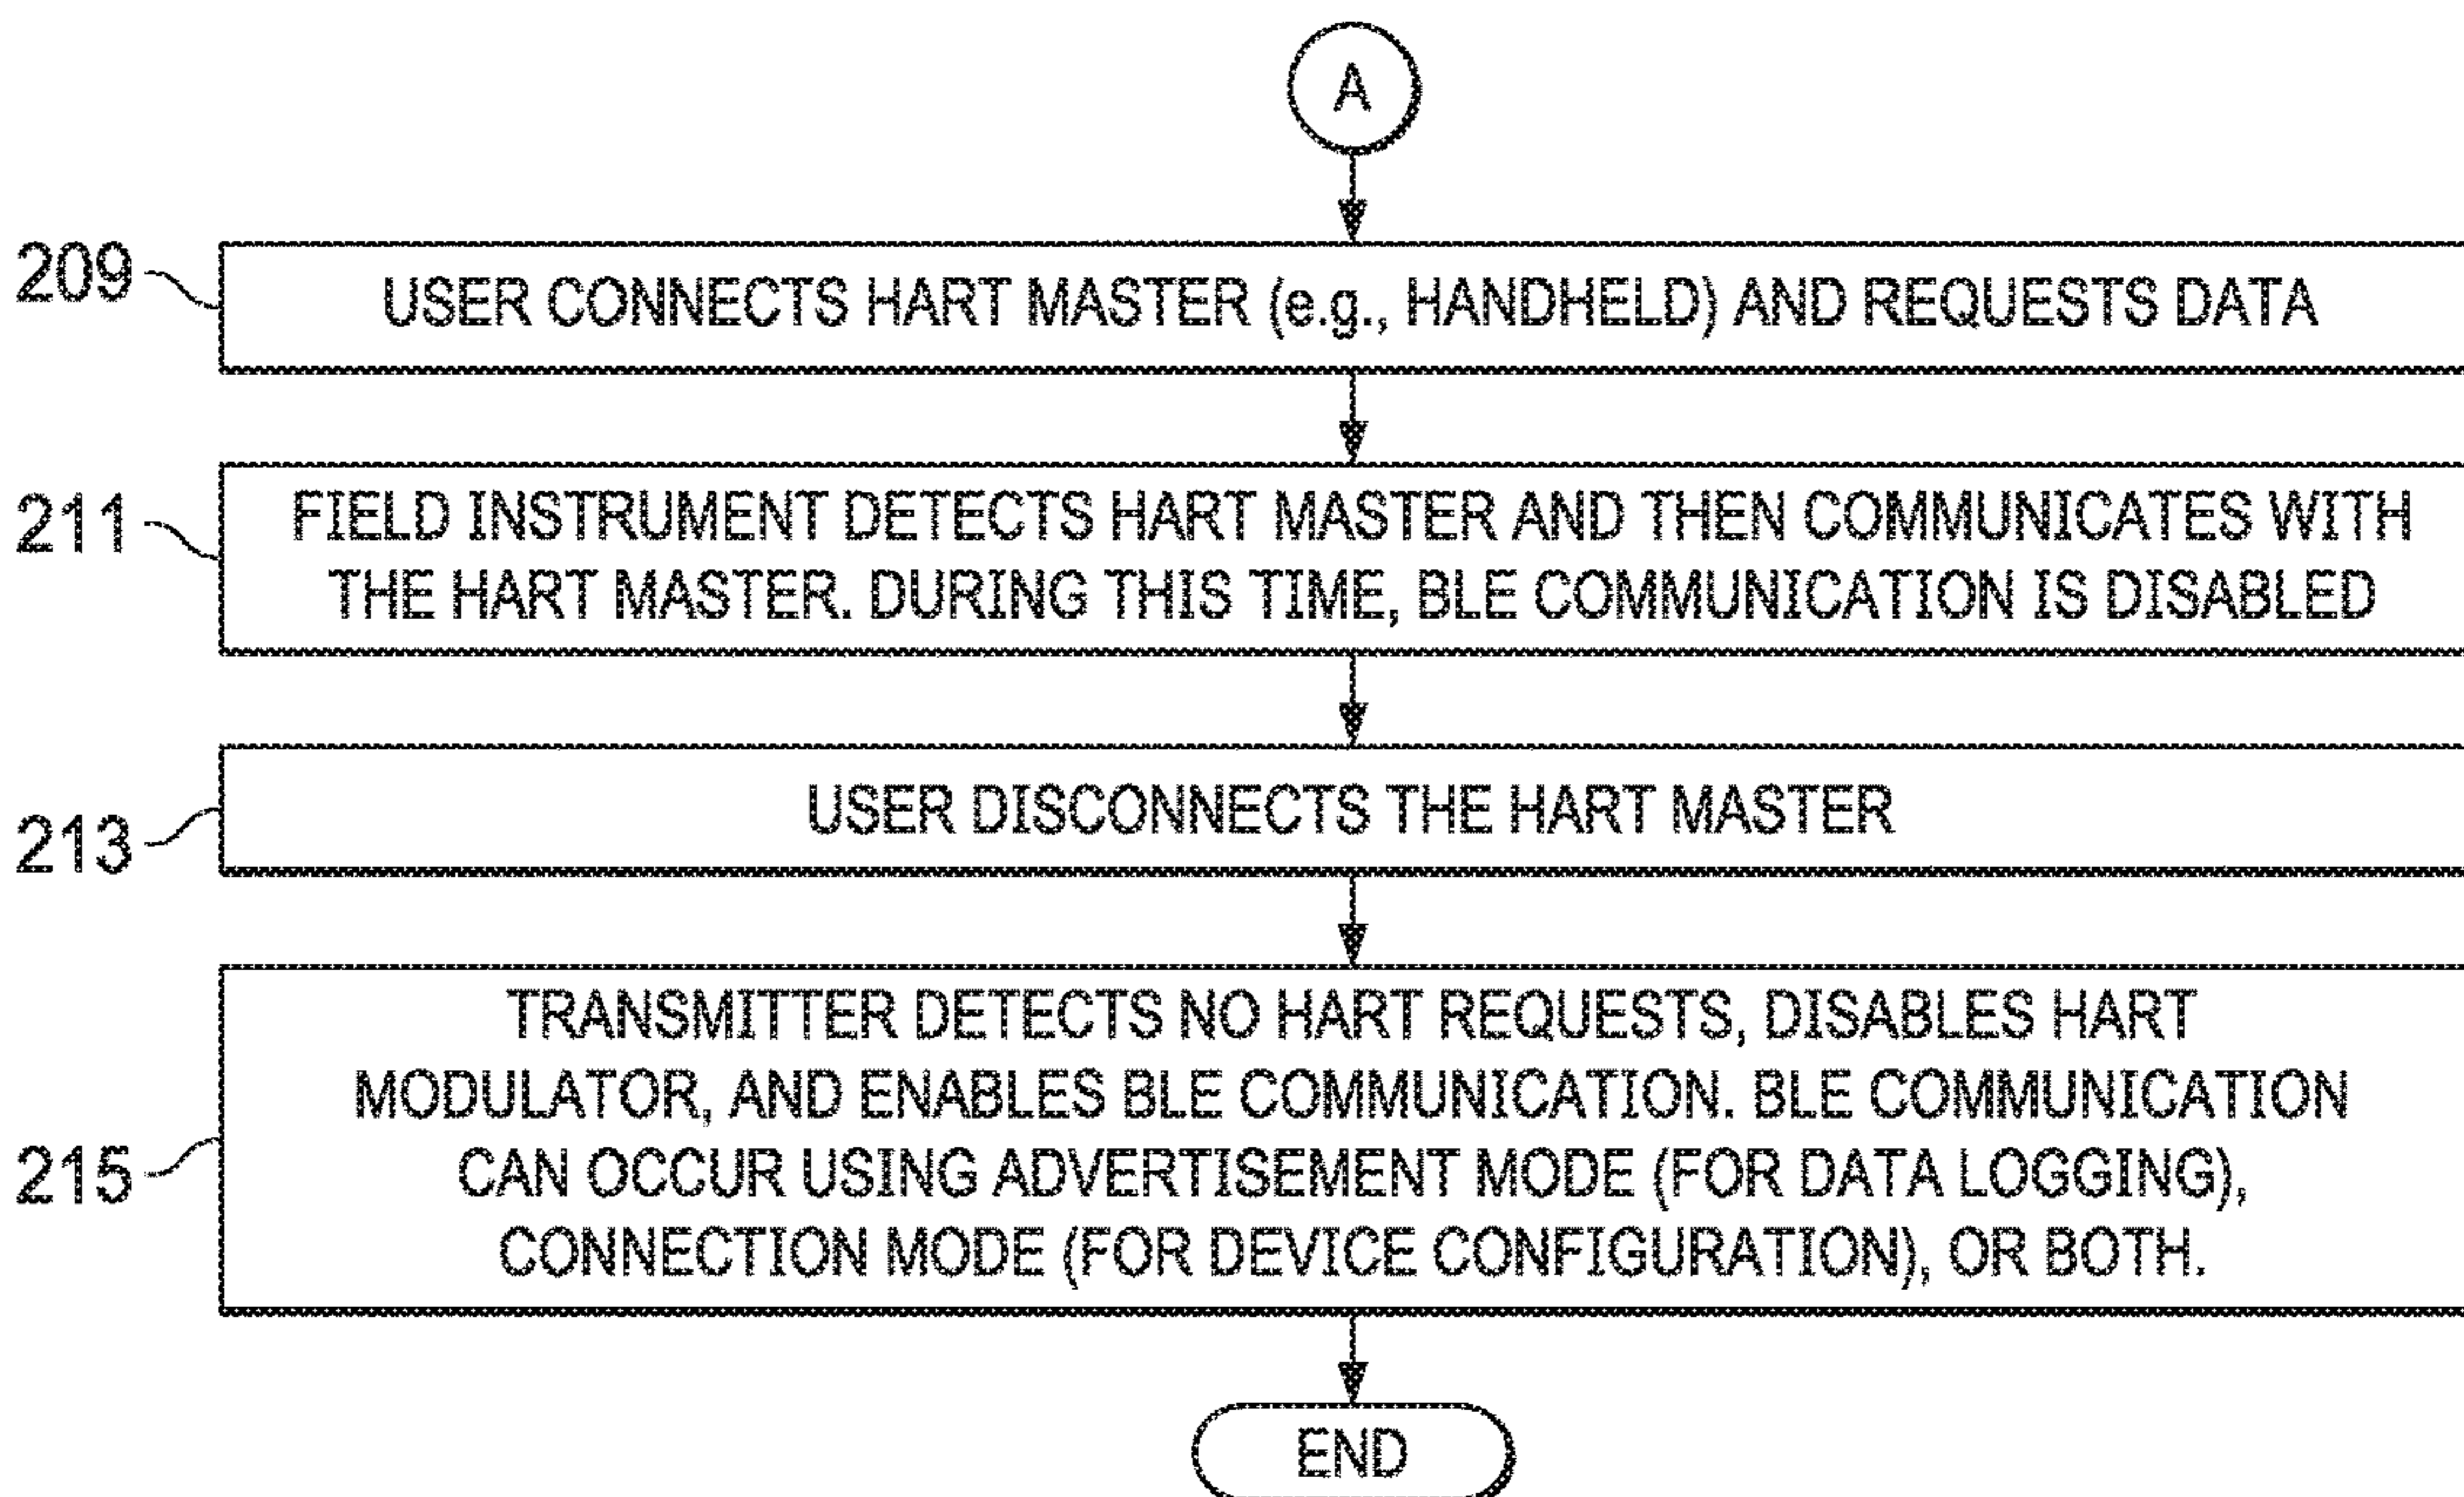 A
209
USER CONNECTS HART MASTER (e.g., HANDHELD) AND REQUESTS DATA
211
FIELD INSTRUMENT DETECTS HART MASTER AND THEN COMMUNICATES WITH
THE HART MASTER. DURING THIS TIME, BLE COMMUNICATION IS DISABLED
213
USER DISCONNECTS THE HART MASTER
215
TRANSMITTER DETECTS NO HART REQUESTS, DISABLES HART
MODULATOR, AND ENABLES BLE COMMUNICATION. BLE COMMUNICATION
CAN OCCUR USING ADVERTISEMENT MODE (FOR DATA LOGGING),
CONNECTION MODE (FOR DEVICE CONFIGURATION), OR BOTH.
END